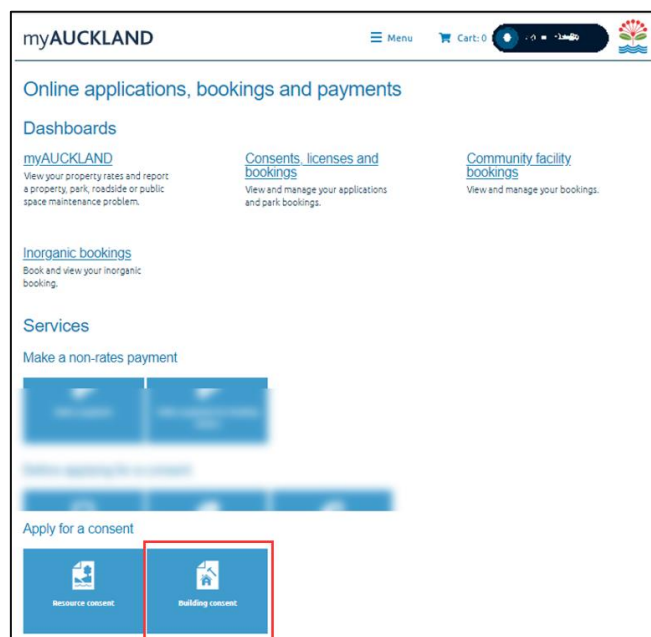 myAUCKLAND
Menu
Cart: 0
Online applications, bookings and payments
Dashboards
myAUCKLAND
View your property rates and report
a property, park, roadside or public
space maintenance problem.
Consents, licenses and
bookings
View and manage your applications
and park bookings.
Community facility
bookings
View and manage your bookings.
Inorganic bookings
Book and view your inorganic
booking.
Services
Make a non-rates payment
Apply for a consent
Resource consent
Building consent